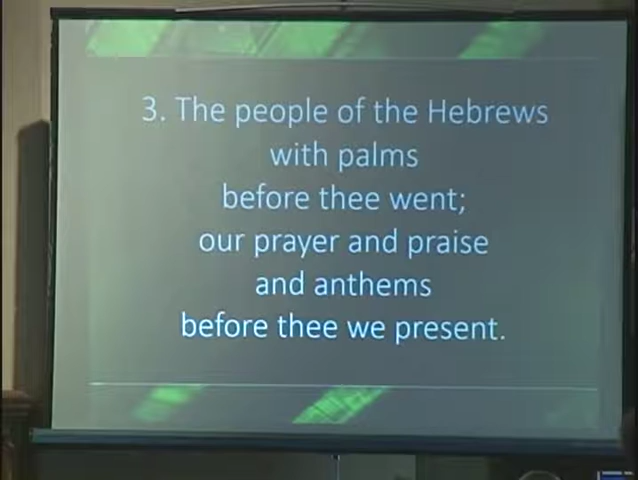 3. The people of the Hebrews
with palms
before thee went;
our prayer and praise
and anthems
before thee we present.